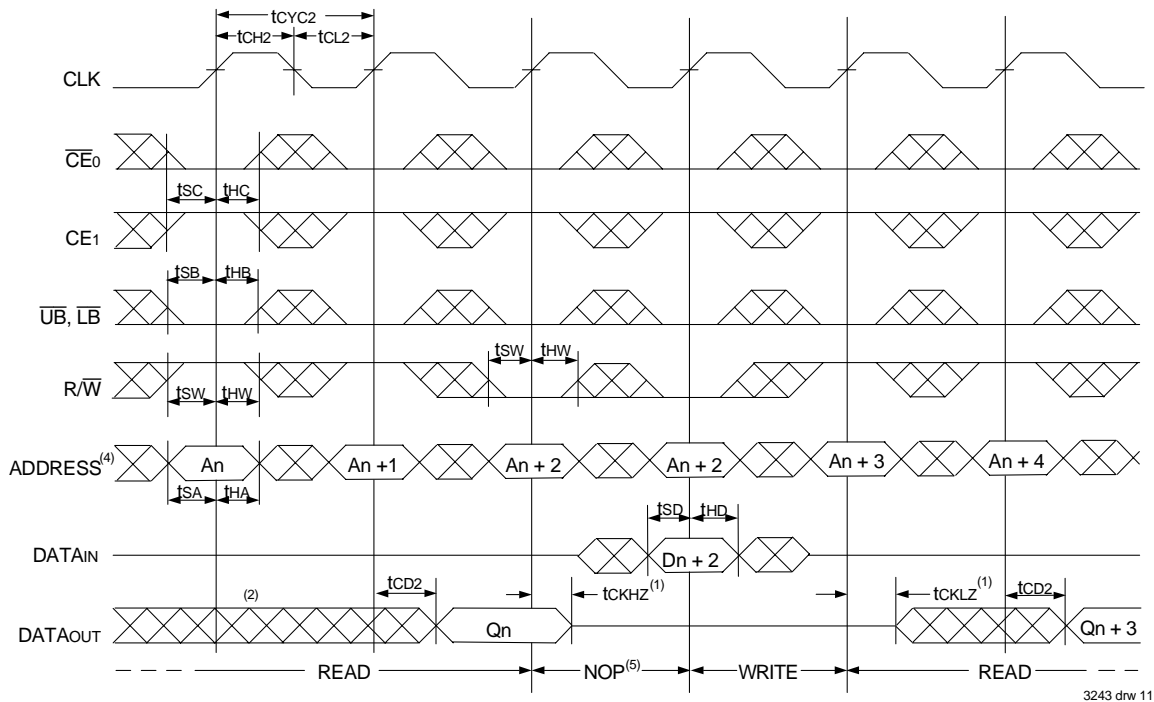 tCYC2
tCH2 tCL2
CLK
CE0
tSC tHC
CE1
tSB tHB
UB, LB
tSW tHW
R/W
tSW tHW
ADDRESS(4) An An +1 An + 2 An + 2 An + 3 An + 4
tSA tHA
tSD tHD
DATAIN Dn + 2
(2) tCD2 tCKHZ(1) tCKLZ(1) tCD2
DATAOUT Qn Qn + 3
READ NOP(5) WRITE READ
3243 drw 11